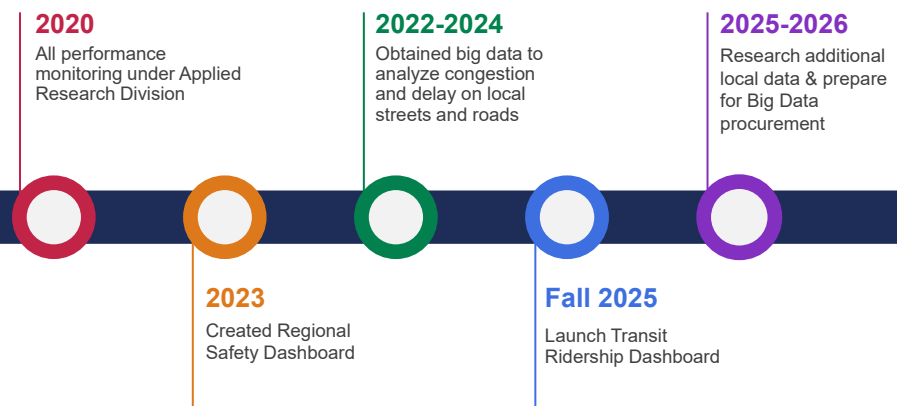 2020
All performance
monitoring under Applied
Research Division
2023
Created Regional
Safety Dashboard
2022-2024
Obtained big data to
analyze congestion
and delay on local
streets and roads
Fall 2025
Launch Transit
Ridership Dashboard
2025-2026
Research additional
local data & prepare
for Big Data
procurement